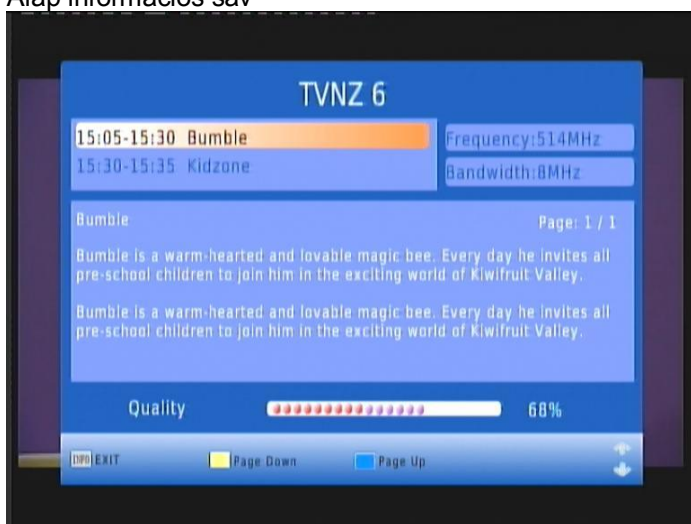 Alap információs sáv
TVNZ 6
15:05-15:30 Bumble
15:30-15:35 Kidzone
Frequency:514MHz
Bandwidth:8MHz
Bumble
Page: 1 / 1
Bumble is a warm-hearted and lovable magic bee. Every day he invites all
pre-school children to join him in the exciting world of Kiwifruit Valley.
Bumble is a warm-hearted and lovable magic bee. Every day he invites all
pre-school children to join him in the exciting world of Kiwifruit Valley.
Quality
68%
INFO EXIT
Page Down
Page Up